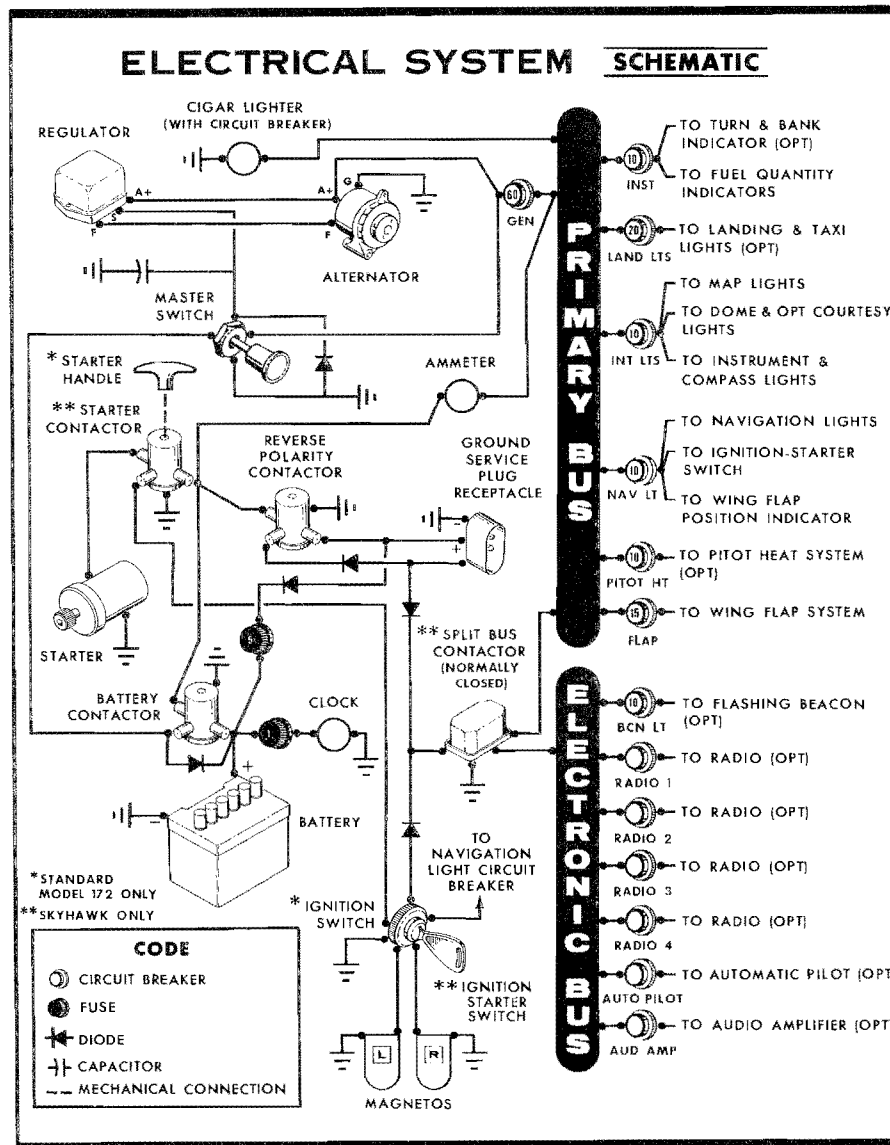 ELECTRICAL SYSTEM SCHEMATIC
CIGAR LIGHTER
(WITH CIRCUIT BREAKER)
REGULATOR
A+
S
F
A+
G
F
ALTERNATOR
60
GEN
MASTER
SWITCH
* STARTER
HANDLE
** STARTER
CONTACTOR
AMMETER
REVERSE
POLARITY
CONTACTOR
GROUND
SERVICE
PLUG
RECEPTACLE
-
+
STARTER
** SPLIT BUS
CONTACTOR
(NORMALLY
CLOSED)
BATTERY
CONTACTOR
CLOCK
+
-
BATTERY
TO
NAVIGATION
LIGHT CIRCUIT
BREAKER
* STANDARD
MODEL 172 ONLY
** SKYHAWK ONLY
* IGNITION
SWITCH
** IGNITION
STARTER
SWITCH
L
R
MAGNETOS
CODE
CIRCUIT BREAKER
FUSE
DIODE
CAPACITOR
MECHANICAL CONNECTION
PRIMARY BUS
10
INST
TO TURN & BANK
INDICATOR (OPT)
TO FUEL QUANTITY
INDICATORS
20
LAND LTS
TO LANDING & TAXI
LIGHTS (OPT)
10
INT LTS
TO MAP LIGHTS
TO DOME & OPT COURTESY
LIGHTS
TO INSTRUMENT &
COMPASS LIGHTS
10
NAV LT
TO NAVIGATION LIGHTS
TO IGNITION-STARTER
SWITCH
TO WING FLAP
POSITION INDICATOR
10
PITOT HT
TO PITOT HEAT SYSTEM
(OPT)
15
FLAP
TO WING FLAP SYSTEM
ELECTRONIC BUS
10
BCN LT
TO FLASHING BEACON
(OPT)
RADIO 1
TO RADIO (OPT)
RADIO 2
TO RADIO (OPT)
RADIO 3
TO RADIO (OPT)
RADIO 4
TO RADIO (OPT)
AUTO PILOT
TO AUTOMATIC PILOT (OPT
AUD AMP
TO AUDIO AMPLIFIER (OPT